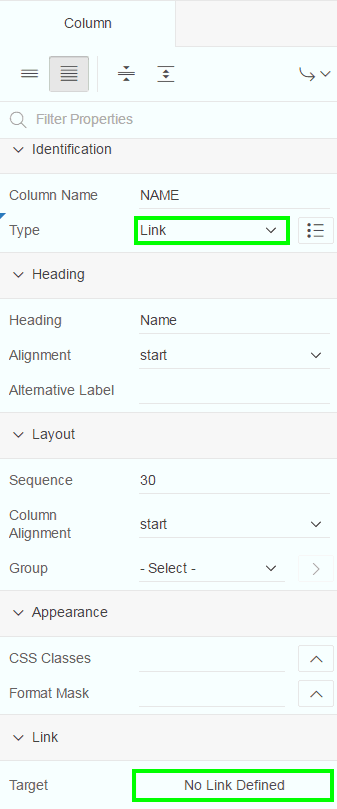 Column
Filter Properties
Identification
Column Name NAME
Type Link
Heading
Heading Name
Alignment start
Alternative Label
Layout
Sequence 30
Column
Alignment start
Group - Select -
Appearance
CSS Classes
Format Mask
Link
Target No Link Defined